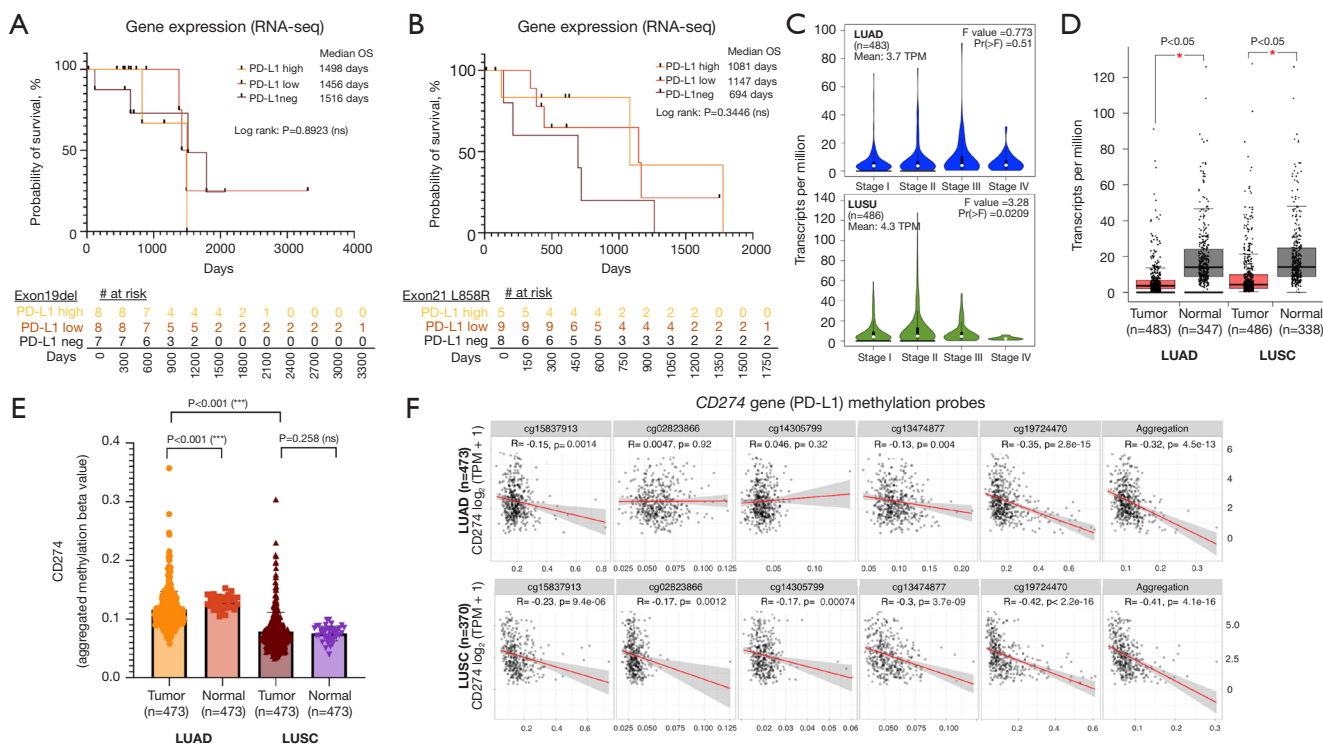 A
Gene expression (RNA-seq)
Median OS
PD-L1 high 1498 days
PD-L1 low 1456 days
PD-L1neg 1516 days
Log rank: P=0.8923 (ns)
Probability of survival, %
100
50
0
0 1000 2000 3000 4000
Days
Exon19del # at risk
PD-L1 high 8 8 7 4 4 2 1 0 0 0 0 0
PD-L1 low 8 8 7 5 5 2 2 2 2 2 2 1
PD-L1 neg 7 7 6 3 2 0 0 0 0 0 0 0
Days 0 300 600 900 1200 1500 1800 2100 2400 2700 3000 3300
B
Gene expression (RNA-seq)
Median OS
PD-L1 high 1081 days
PD-L1 low 1147 days
PD-L1neg 694 days
Log rank: P=0.3446 (ns)
Probability of survival, %
100
50
0
0 500 1000 1500 2000
Days
Exon21 L858R # at risk
PD-L1 high 5 5 4 4 4 2 2 2 0 0 0 0
PD-L1 low 9 9 9 6 5 4 4 4 2 2 2 1
PD-L1 neg 8 6 6 5 5 3 3 3 2 2 2 2
Days 0 150 300 450 600 750 900 1050 1350 1200 1500 1750
C
Transcripts per million
LUAD
(n=483)
Mean: 3.7 TPM
F value =0.773
Pr(>F) =0.51
100
80
60
40
20
0
Stage I Stage II Stage III Stage IV
LUSU
(n=486)
Mean: 4.3 TPM
F value =3.28
Pr(>F) =0.0209
140
120
100
80
60
40
20
0
Stage I Stage II Stage III Stage IV
D
P<0.05 P<0.05
Transcripts per million
120
100
80
60
40
20
0
Tumor Normal Tumor Normal
(n=483) (n=347) (n=486) (n=338)
LUAD LUSC
E
P<0.001 (***)
P<0.001 (***) P=0.258 (ns)
CD274
(aggregated methylation beta value)
0.4
0.3
0.2
0.1
0.0
Tumor Normal Tumor Normal
(n=473) (n=473) (n=473) (n=473)
LUAD LUSC
F
CD274 gene (PD-L1) methylation probes
cg15837913 cg02823866 cg14305799 cg13474877 cg19724470 Aggregation
R= -0.15, p= 0.0014 R= 0.0047, p= 0.92 R= 0.046, p= 0.32 R= -0.13, p= 0.004 R= -0.35, p= 2.8e-15 R= -0.32, p= 4.5e-13
LUAD (n=473)
CD274 log2 (TPM + 1)
6
4
2
0
0.2 0.4 0.6 0.8 0.025 0.050 0.075 0.100 0.125 0.05 0.10 0.05 0.10 0.15 0.20 0.2 0.4 0.6 0.1 0.2 0.3
cg15837913 cg02823866 cg14305799 cg13474877 cg19724470 Aggregation
R= -0.23, p= 9.4e-06 R= -0.17, p= 0.0012 R= -0.17, p= 0.00074 R= -0.3, p= 3.7e-09 R= -0.42, p< 2.2e-16 R= -0.41, p= 4.1e-16
LUSC (n=370)
CD274 log2 (TPM + 1)
5.0
2.5
0
0.2 0.4 0.6 0.025 0.050 0.075 0.100 0.125 0.01 0.02 0.03 0.04 0.05 0.06 0.05 0.10 0.2 0.4 0.6 0.1 0.2 0.3